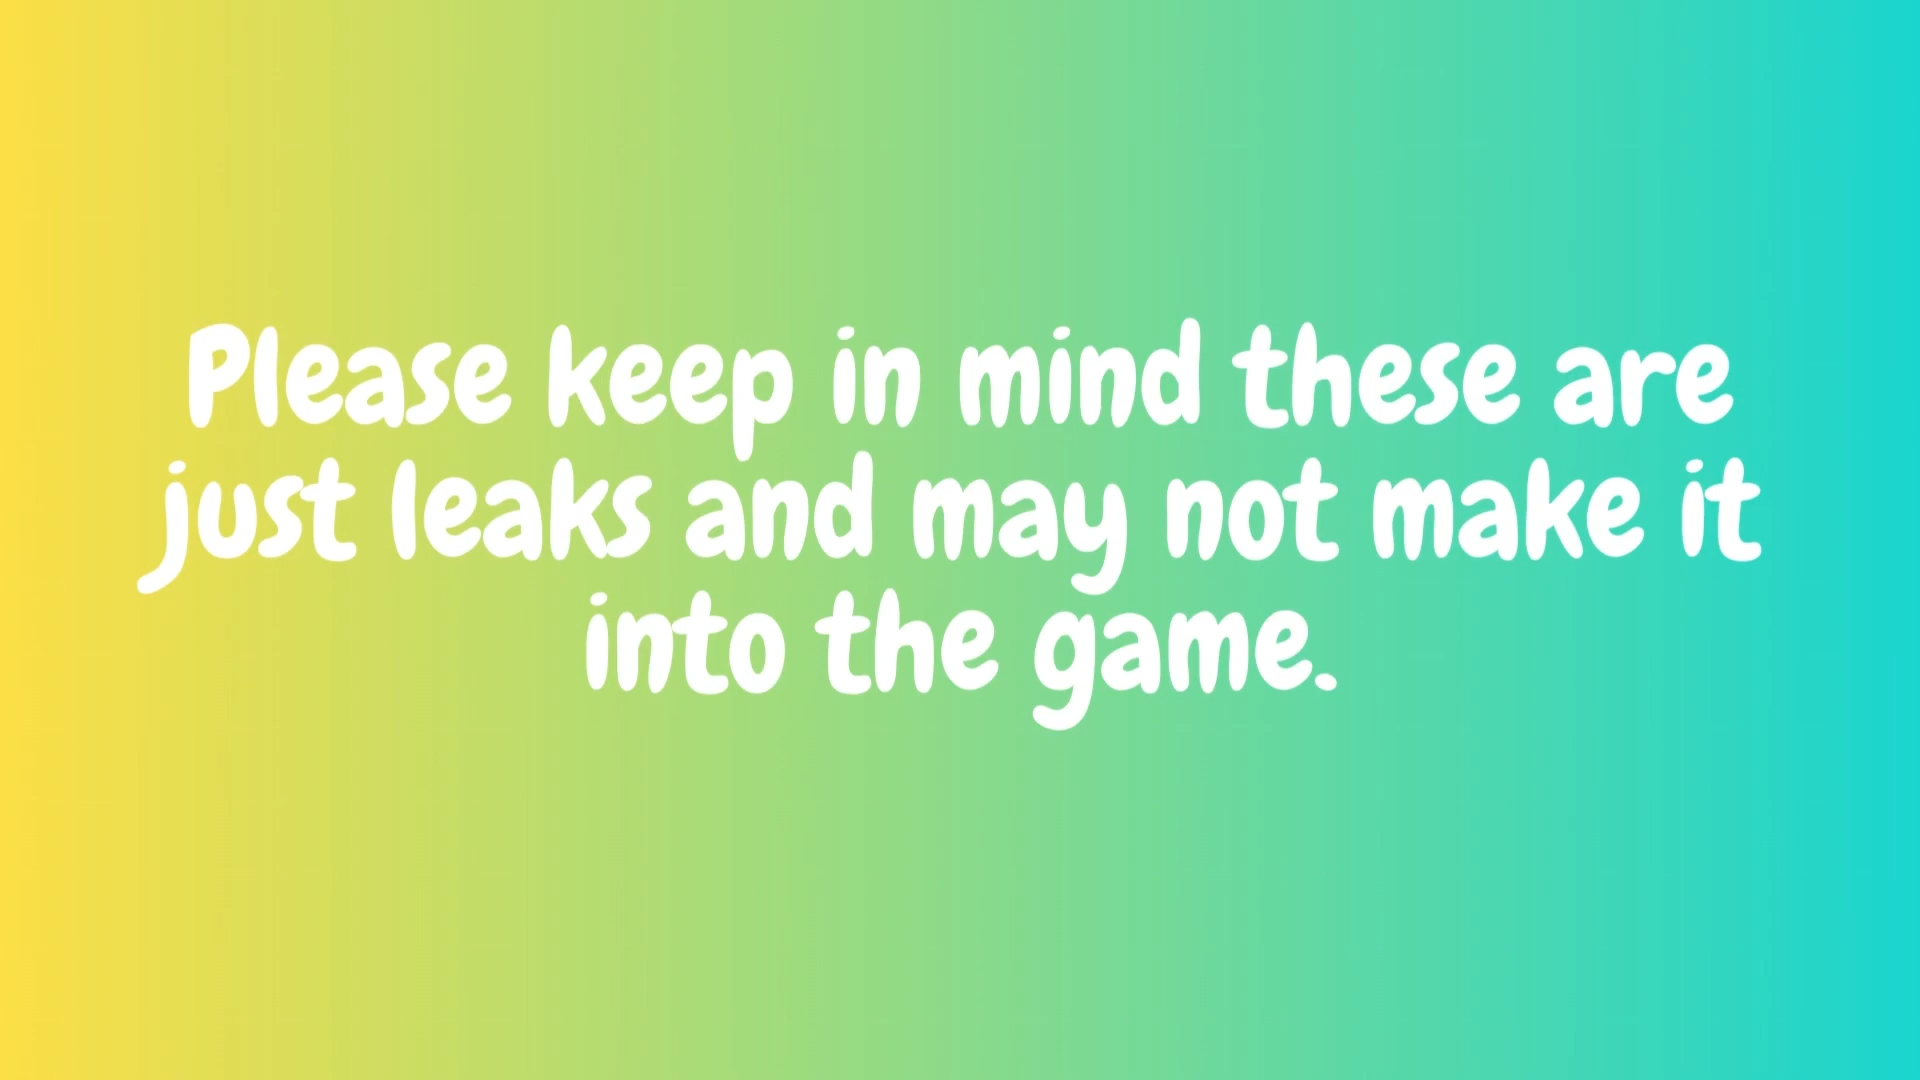 Please keep in mind these are
just leaks and may not make it
into the game.